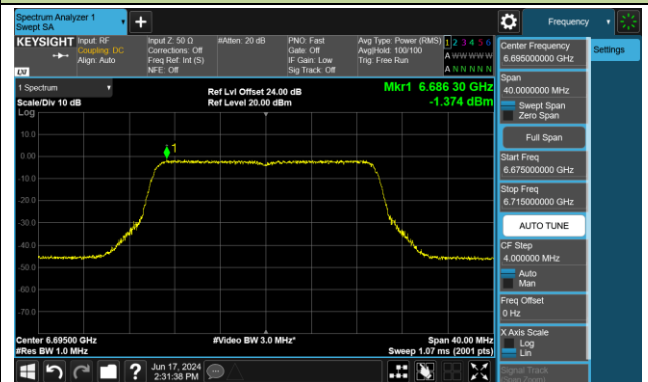 Spectrum Analyzer 1
Swept SA
+
Frequency
KEYSIGHT
Input: RF
Coupling: DC
Align: Auto
Input Z: 50 Ω
Corrections: Off
Freq Ref: Int (S)
NFE: Off
#Atten: 20 dB
PNO: Fast
Gate: Off
IF Gain: Low
Sig Track: Off
Avg Type: Power (RMS)
Avg|Hold: 100/100
Trig: Free Run
1 2 3 4 5 6
A W W W W W
A N N N N N
LXI
1 Spectrum
Scale/Div 10 dB
Log
Ref Lvl Offset 24.00 dB
Ref Level 20.00 dBm
Mkr1 6.686 30 GHz
-1.374 dBm
1
10.0
0.00
-10.0
-20.0
-30.0
-40.0
-50.0
-60.0
-70.0
Center 6.69500 GHz
#Res BW 1.0 MHz
#Video BW 3.0 MHz*
Span 40.00 MHz
Sweep 1.07 ms (2001 pts)
Jun 17, 2024
2:31:38 PM
?
Center Frequency
6.695000000 GHz
Span
40.0000000 MHz
Swept Span
Zero Span
Full Span
Start Freq
6.675000000 GHz
Stop Freq
6.715000000 GHz
AUTO TUNE
CF Step
4.000000 MHz
Auto
Man
Freq Offset
0 Hz
X Axis Scale
Log
Lin
Signal Track
(Span Zoom)
Settings